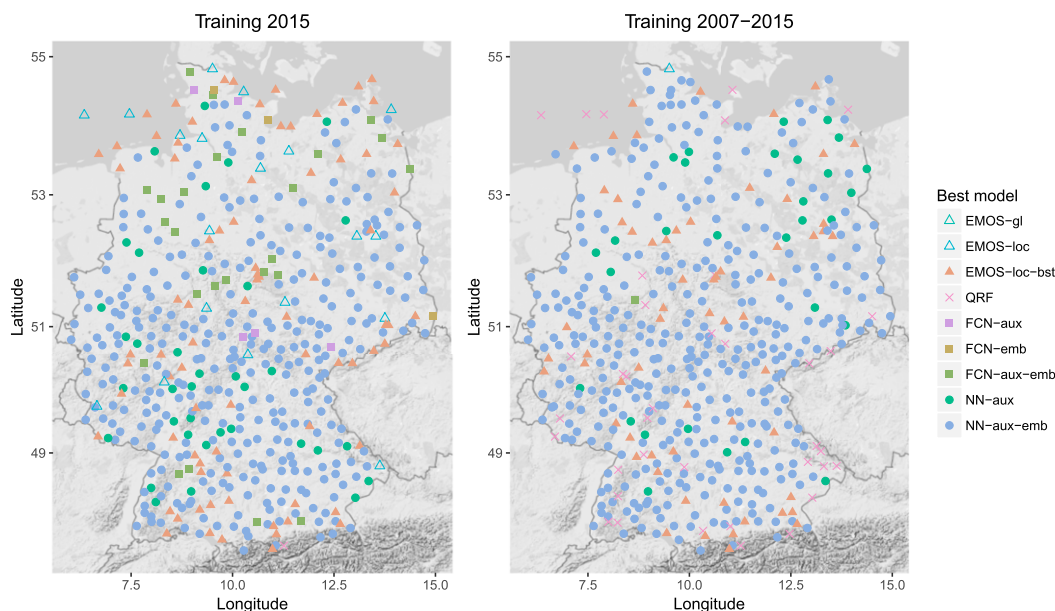 Training 2015
Training 2007−2015
55
53
51
49
Latitude
7.5 10.0 12.5 15.0
Longitude
55
53
51
49
Latitude
7.5 10.0 12.5 15.0
Longitude
Best model
EMOS−gl
EMOS−loc
EMOS−loc−bst
QRF
FCN−aux
FCN−emb
FCN−aux−emb
NN−aux
NN−aux−emb